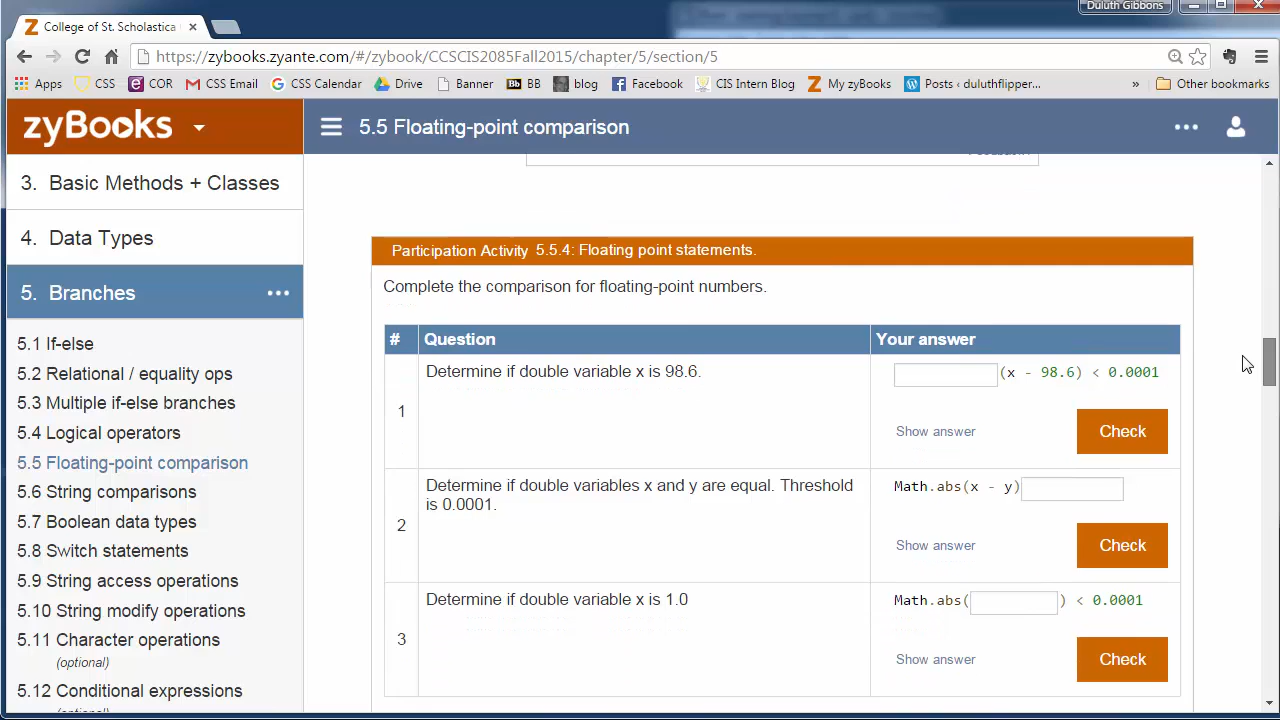 Duluth Gibbons
College of St. Scholastica
https://zybooks.zyante.com/#/zybook/CCSCIS2085Fall2015/chapter/5/section/5
Apps CSS COR CSS Email CSS Calendar Drive Banner Bb BB blog Facebook CIS Intern Blog My zyBooks Posts ‹ duluthflipper... » Other bookmarks
zyBooks
5.5 Floating-point comparison
3. Basic Methods + Classes
4. Data Types
5. Branches
5.1 If-else
5.2 Relational / equality ops
5.3 Multiple if-else branches
5.4 Logical operators
5.5 Floating-point comparison
5.6 String comparisons
5.7 Boolean data types
5.8 Switch statements
5.9 String access operations
5.10 String modify operations
5.11 Character operations
(optional)
5.12 Conditional expressions
Participation Activity 5.5.4: Floating point statements.
Complete the comparison for floating-point numbers.
# Question Your answer
1 Determine if double variable x is 98.6. (x - 98.6) < 0.0001
Show answer Check
2 Determine if double variables x and y are equal. Threshold
is 0.0001. Math.abs(x - y)
Show answer Check
3 Determine if double variable x is 1.0 Math.abs( ) < 0.0001
Show answer Check